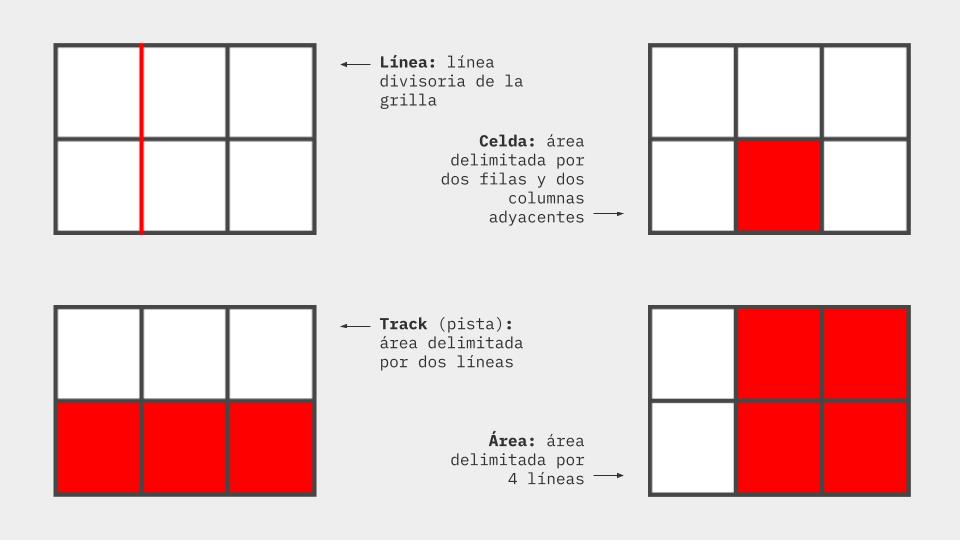 Línea: línea
divisoria de la
grilla
Celda: área
delimitada por
dos filas y dos
columnas
adyacentes
Track (pista):
área delimitada
por dos líneas
Área: área
delimitada por
4 líneas